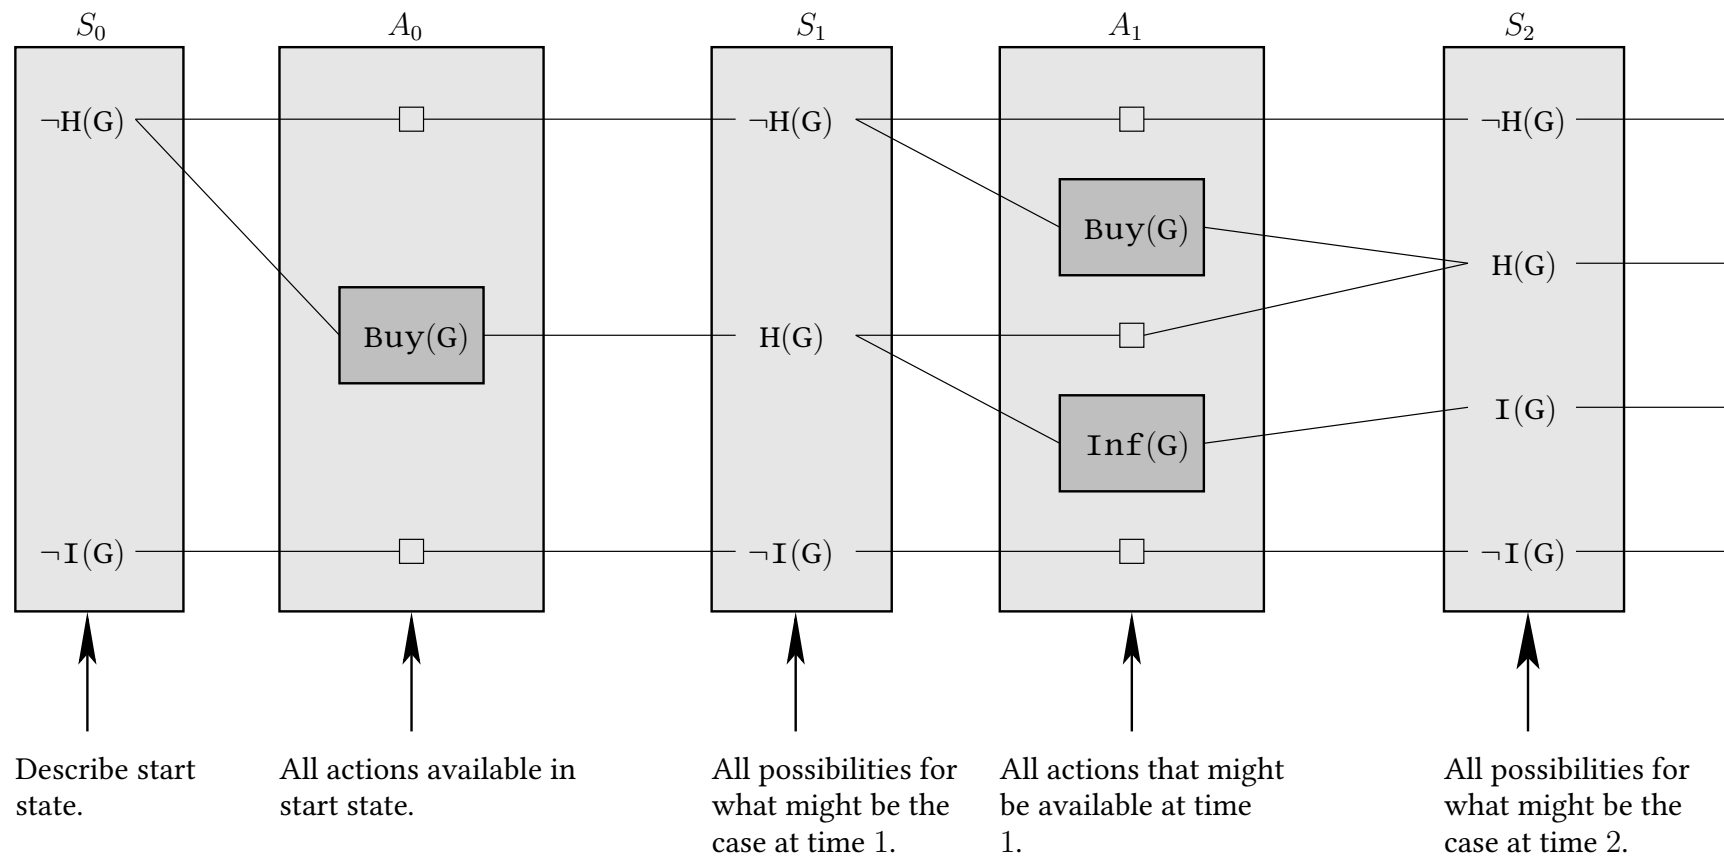 S₀ A₀ S₁ A₁ S₂
¬H(G) ¬H(G) ¬H(G)
Buy(G)
H(G)
Buy(G) H(G)
I(G)
Inf(G)
¬I(G) ¬I(G) ¬I(G)
Describe start
state.
All actions available in
start state.
All possibilities for
what might be the
case at time 1.
All actions that might
be available at time
1.
All possibilities for
what might be the
case at time 2.